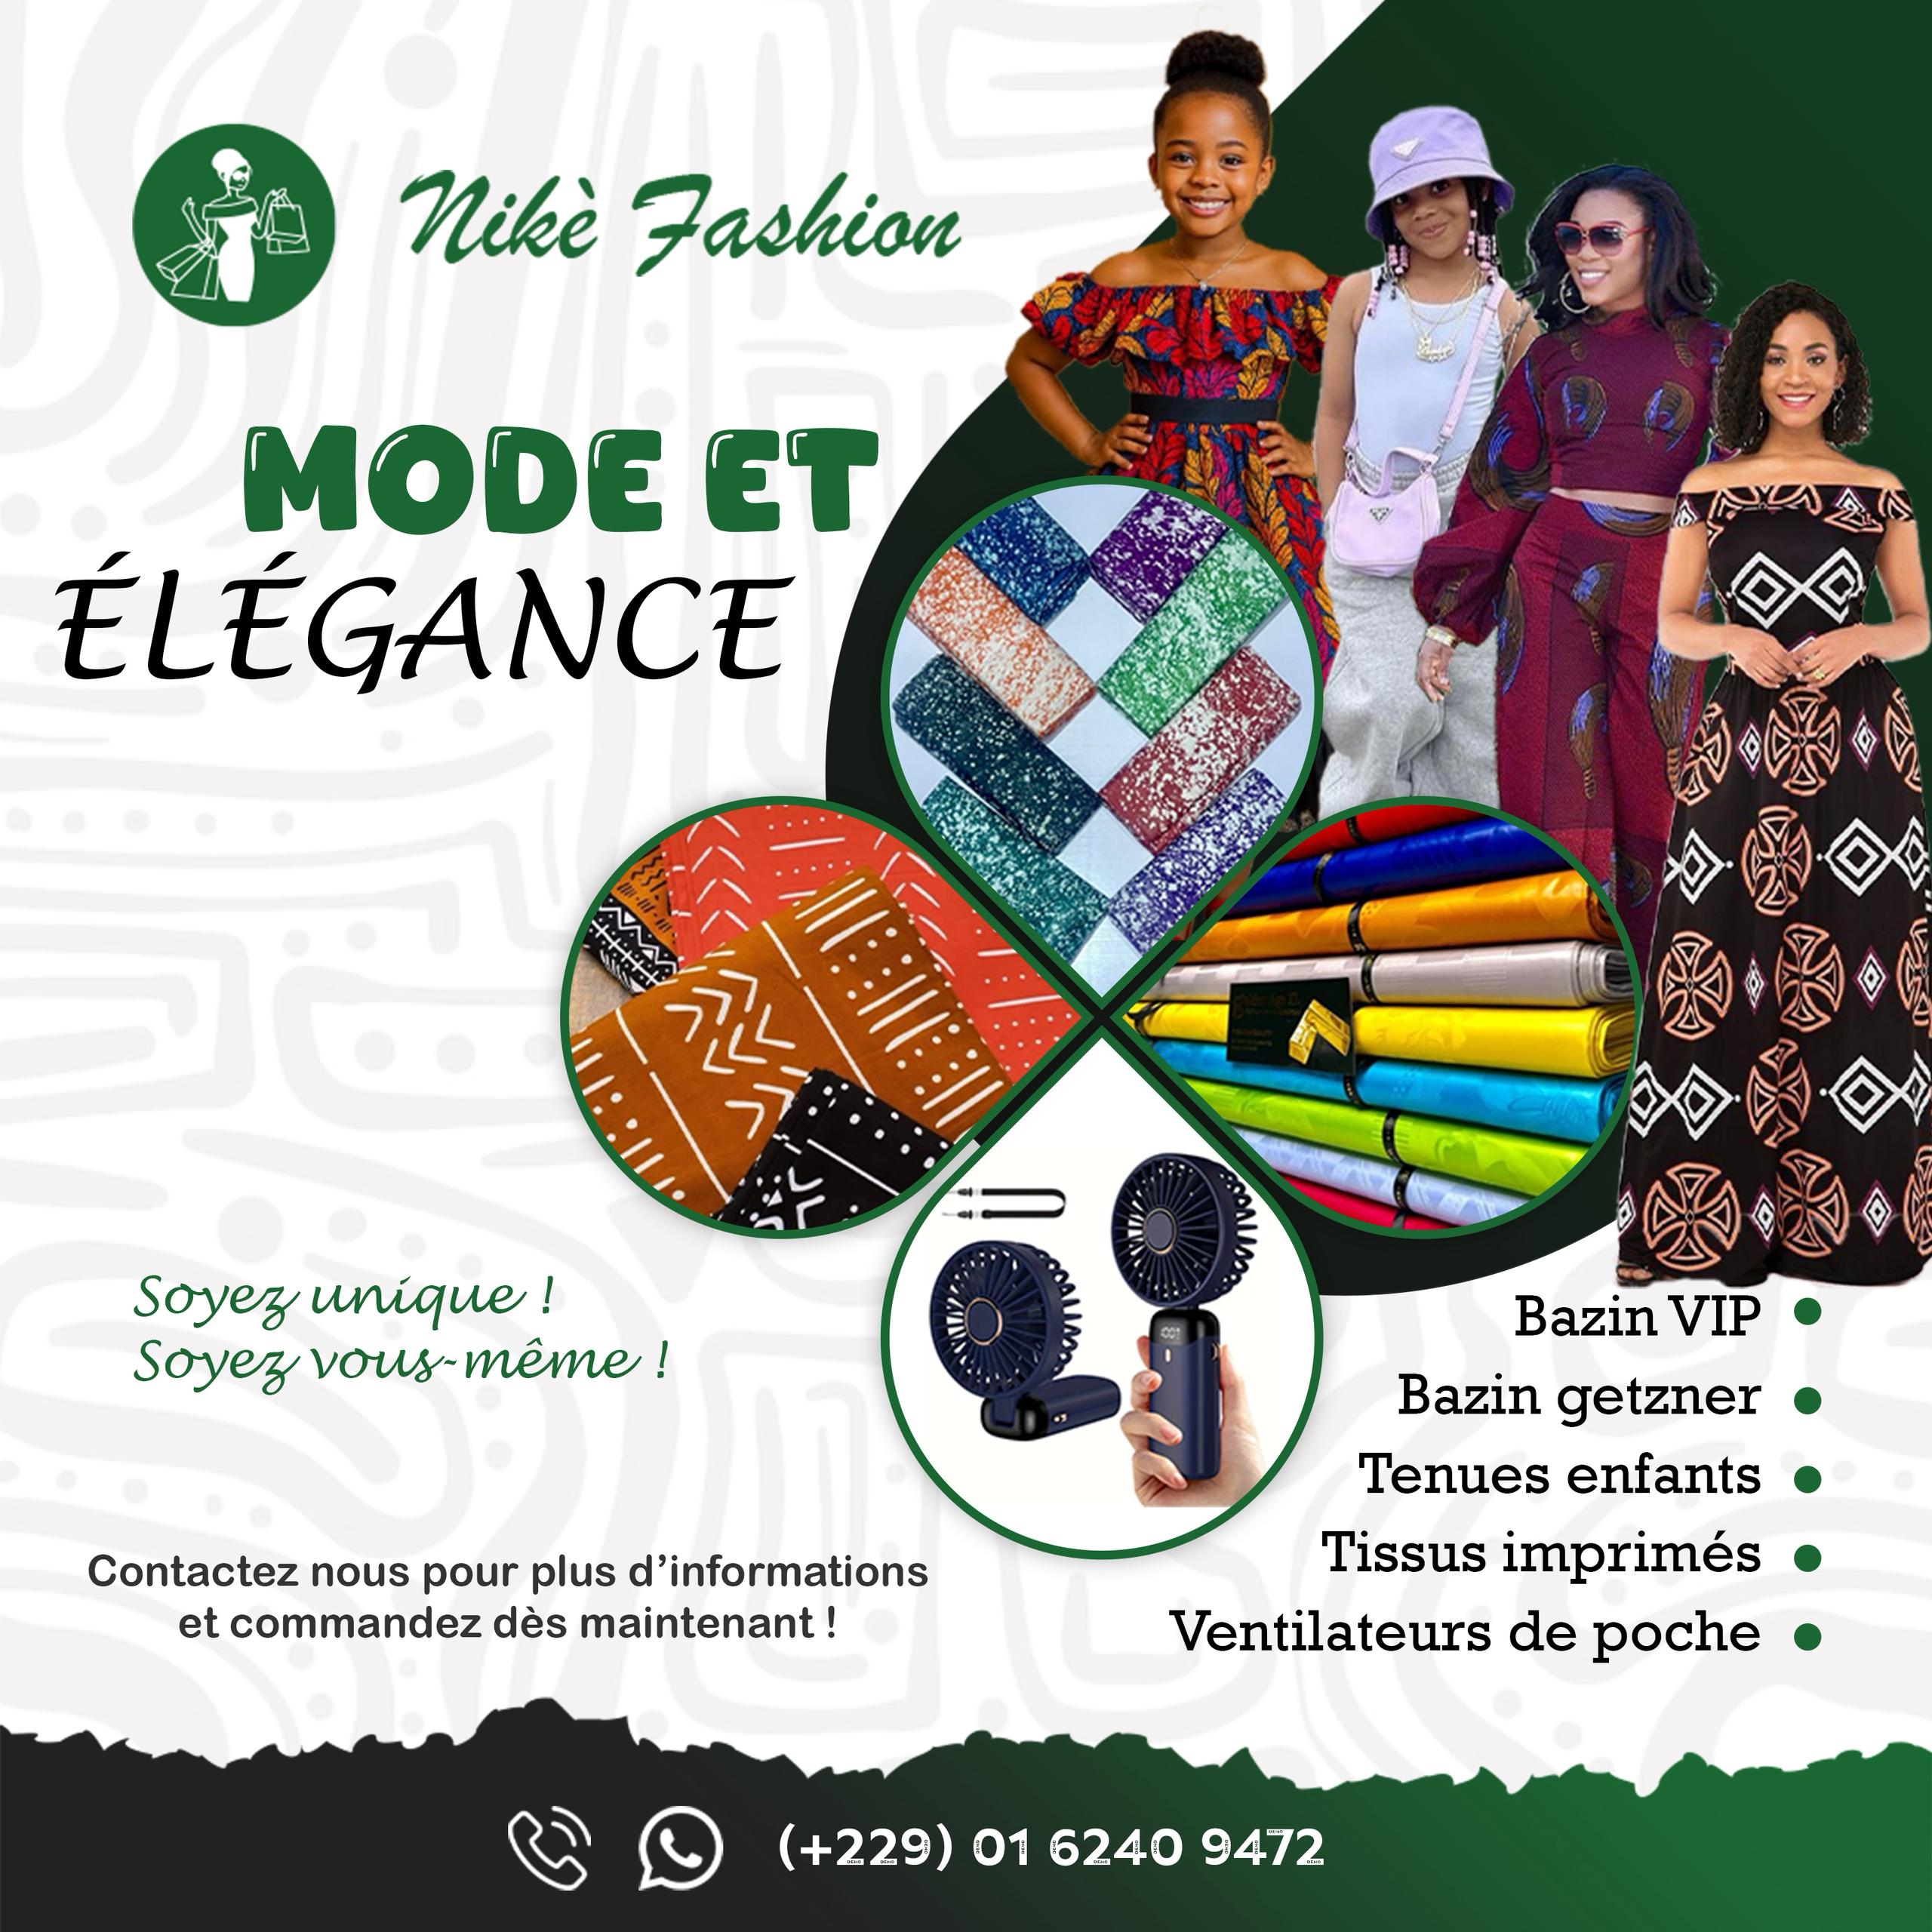 Nikè Fashion
MODE ET
ÉLÉGANCE
Soyez unique !
Soyez vous-même !
Bazin VIP
Bazin getzner
Tenues enfants
Tissus imprimés
Ventilateurs de poche
Contactez nous pour plus d’informations
et commandez dès maintenant !
(+229) 01 6240 9472